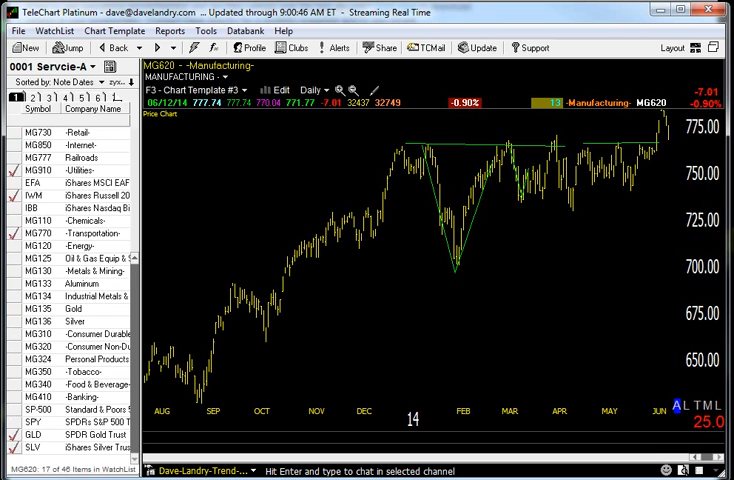 TeleChart Platinum - dave@davelandry.com ... Updated through 9:00:46 AM ET - Streaming Real Time
File WatchList Chart Template Reports Tools Databank Help
New Jump Back Forward Profile Clubs Alerts Share TCMail Update Support Layout
0001 Servcie-A
Sorted by: Note Dates zyx..
1 2 3 4 5 6 1
Symbol Company Name
MG730 -Retail-
MG850 -Internet-
MG777 Railroads
MG910 -Utilities-
EFA iShares MSCI EAF
IWM iShares Russell 20
IBB iShares Nasdaq Bi
MG110 -Chemicals-
MG770 -Transportation-
MG120 -Energy-
MG125 Oil & Gas Equip & S
MG130 -Metals & Mining-
MG133 Aluminum
MG134 Industrial Metals &
MG135 Gold
MG136 Silver
MG310 -Consumer Durable
MG320 -Consumer Non-Du
MG324 Personal Products
MG350 -Tobacco-
MG340 -Food & Beverage-
MG410 -Banking-
SP-500 Standard & Poors 5
SPY SPDRs S&P 500 T
GLD SPDR Gold Trust
SLV iShares Silver Trus
MG620: 17 of 46 Items in WatchList
MG620 - -Manufacturing-
MANUFACTURING -
F3 - Chart Template #3 Edit Daily
06/12/14 777.74 777.74 770.04 771.77 -7.01 32437 32749 -0.90% 13 -Manufacturing- MG620
-7.01
-0.90%
Price Chart
775.00
750.00
725.00
700.00
675.00
650.00
AUG SEP OCT NOV DEC 14 FEB MAR APR MAY JUN
A L T M L
25.0
Dave-Landry-Trend-... Hit Enter and type to chat in selected channel